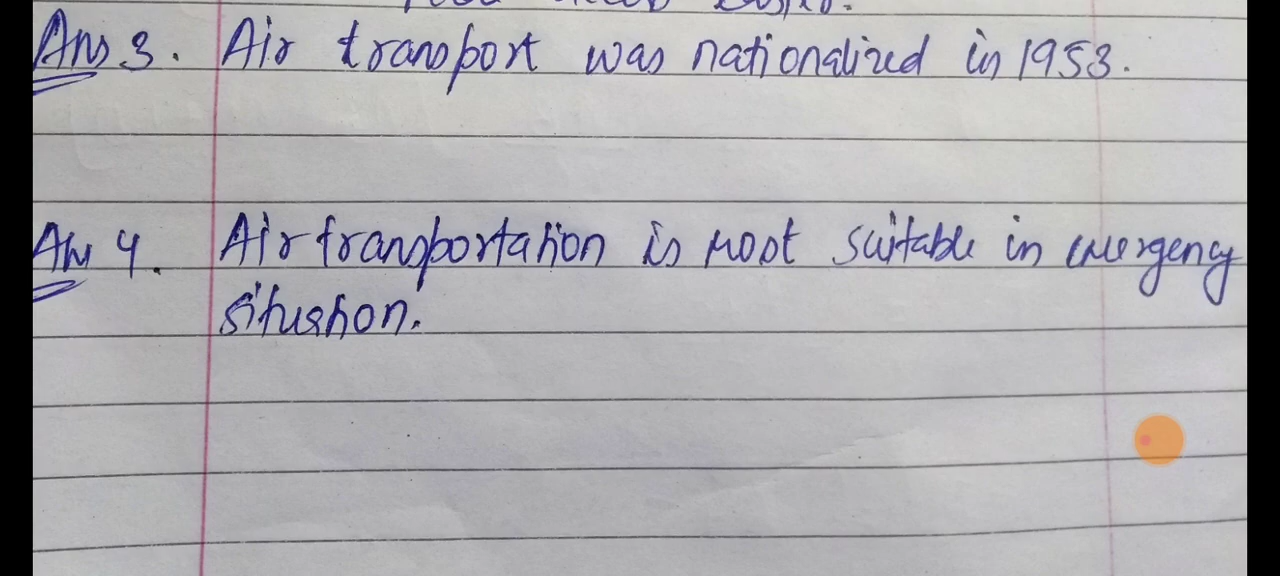 Ans 3. Air transport was nationalized in 1953.
Ans 4. Air transportation is most suitable in emergency
situation.